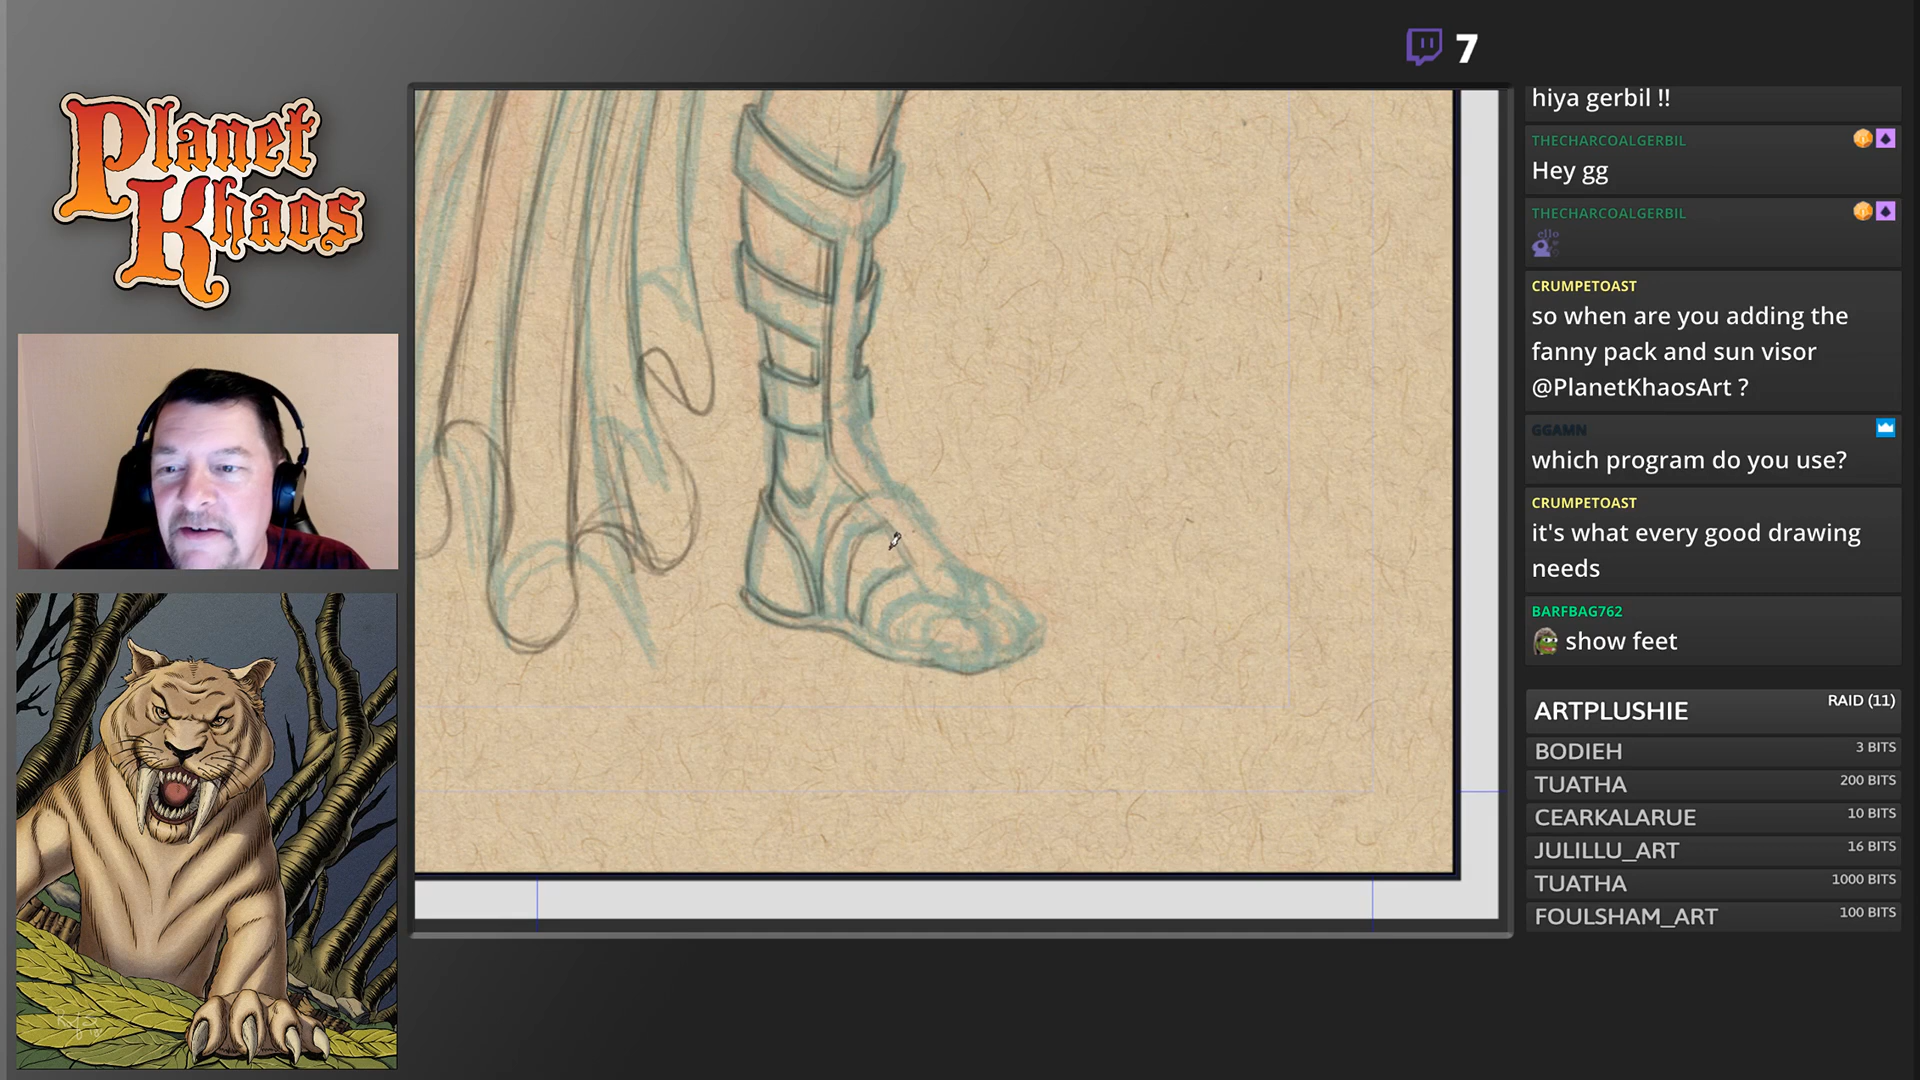 7
Planet
Khaos
hiya gerbil !!
THECHARCOALGERBIL
Hey gg
THECHARCOALGERBIL
ello
CRUMPETOAST
so when are you adding the
fanny pack and sun visor
@PlanetKhaosArt ?
GGAMN
which program do you use?
CRUMPETOAST
it's what every good drawing
needs
BARFBAG762
show feet
ARTPLUSHIE RAID (11)
BODIEH 3 BITS
TUATHA 200 BITS
CEARKALARUE 10 BITS
JULILLU_ART 16 BITS
TUATHA 1000 BITS
FOULSHAM_ART 100 BITS